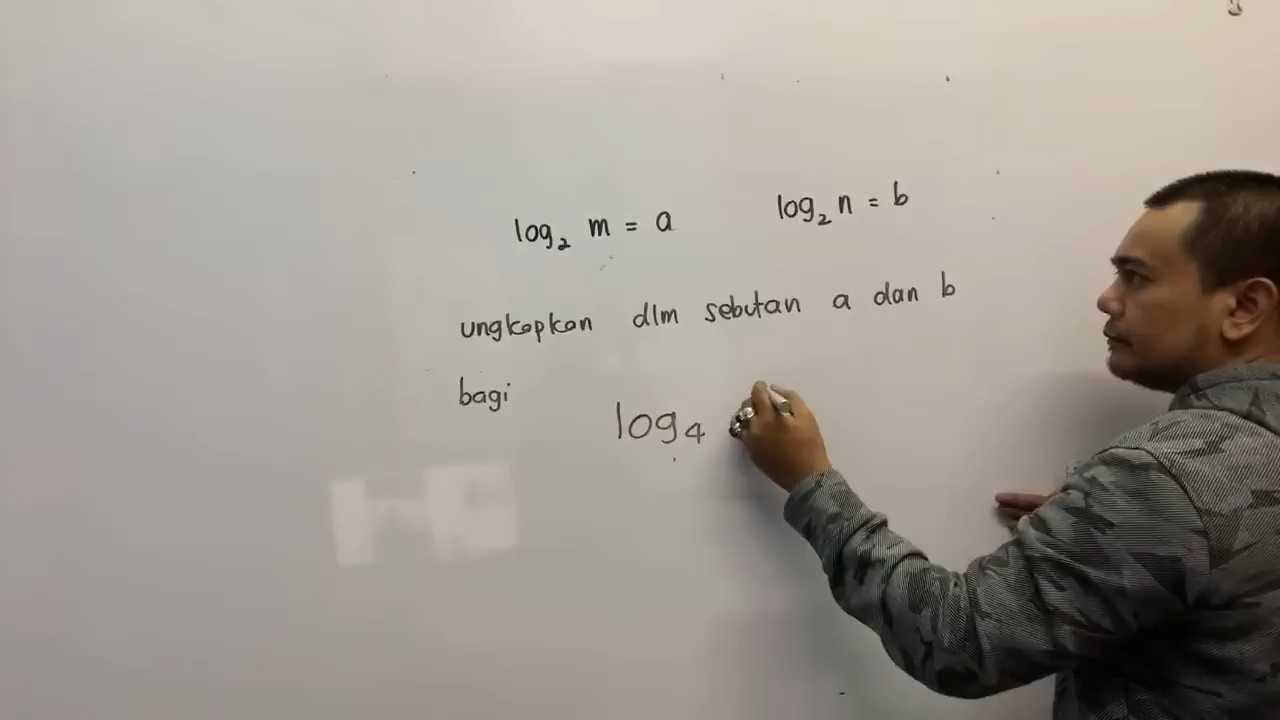 log₂ m = a log₂ n = b
ungkapkan dlm sebutan a dan b
bagi
log₄